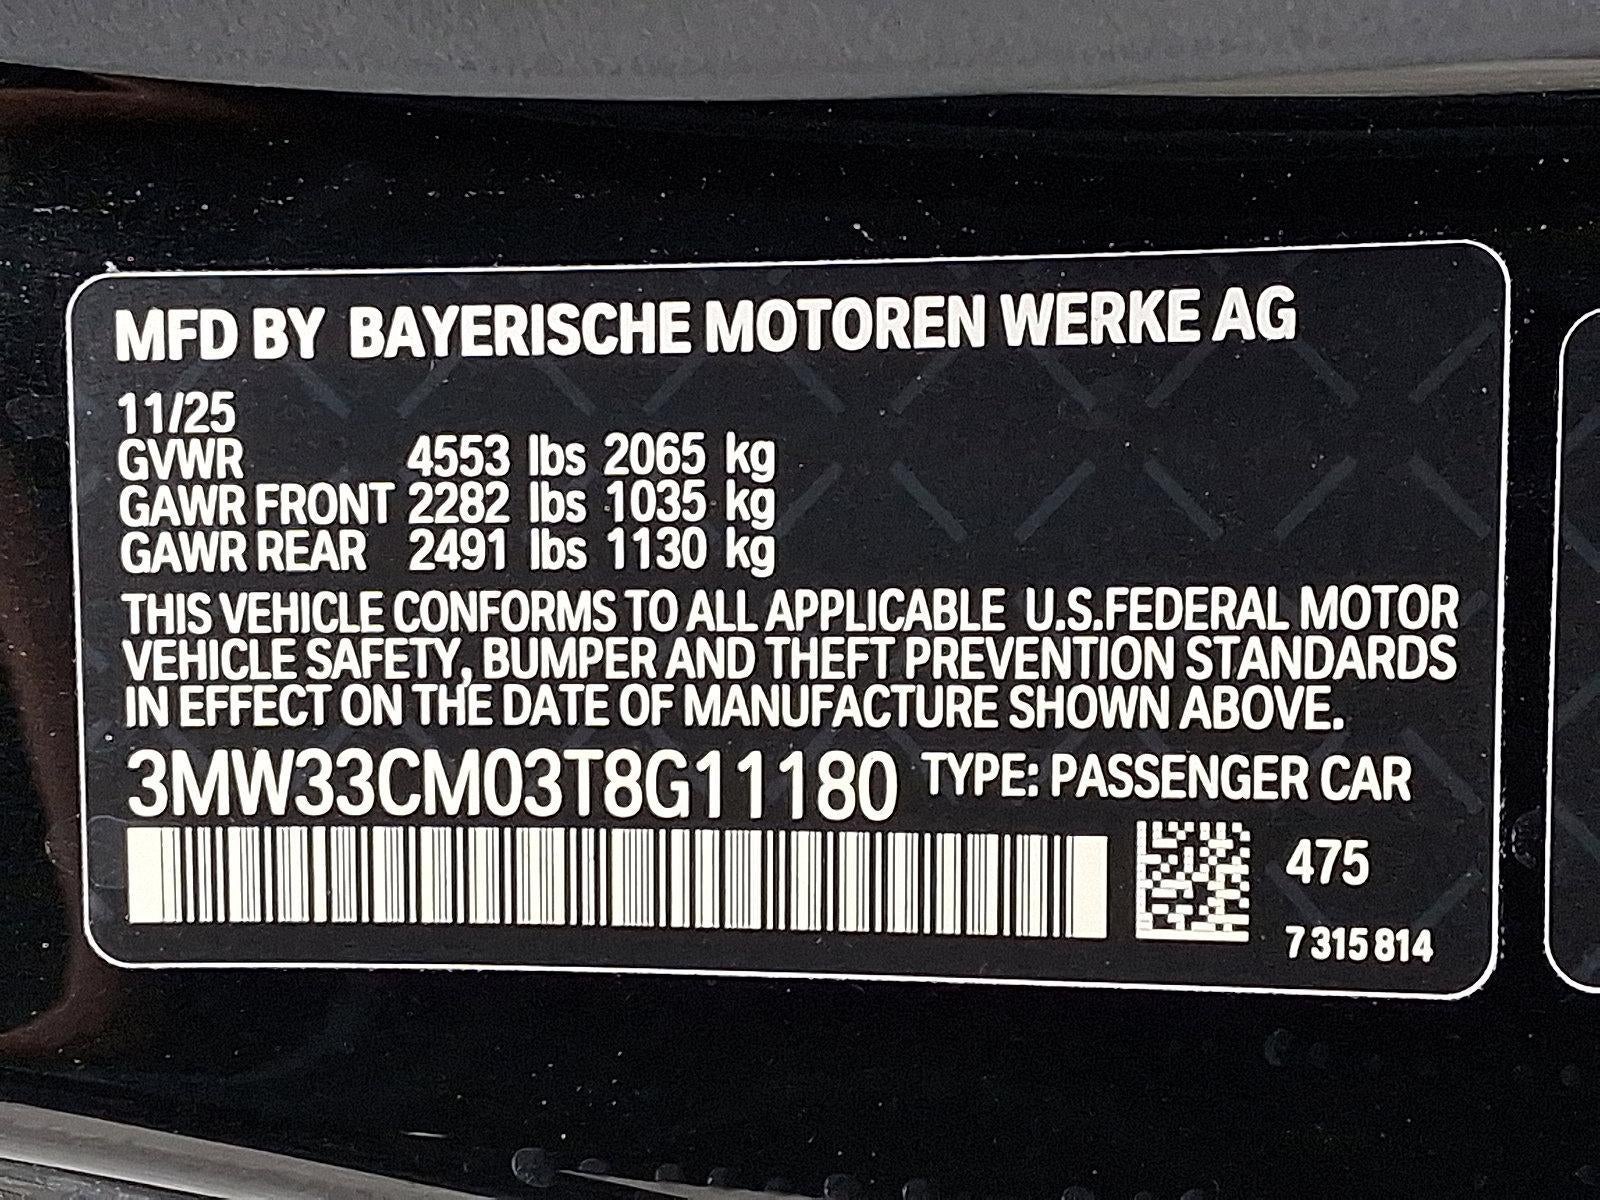 MFD BY BAYERISCHE MOTOREN WERKE AG
11/25
GVWR 4553 lbs 2065 kg
GAWR FRONT 2282 lbs 1035 kg
GAWR REAR 2491 lbs 1130 kg
THIS VEHICLE CONFORMS TO ALL APPLICABLE U.S.FEDERAL MOTOR
VEHICLE SAFETY, BUMPER AND THEFT PREVENTION STANDARDS
IN EFFECT ON THE DATE OF MANUFACTURE SHOWN ABOVE.
3MW33CM03T8G11180 TYPE: PASSENGER CAR
475
7 315 814